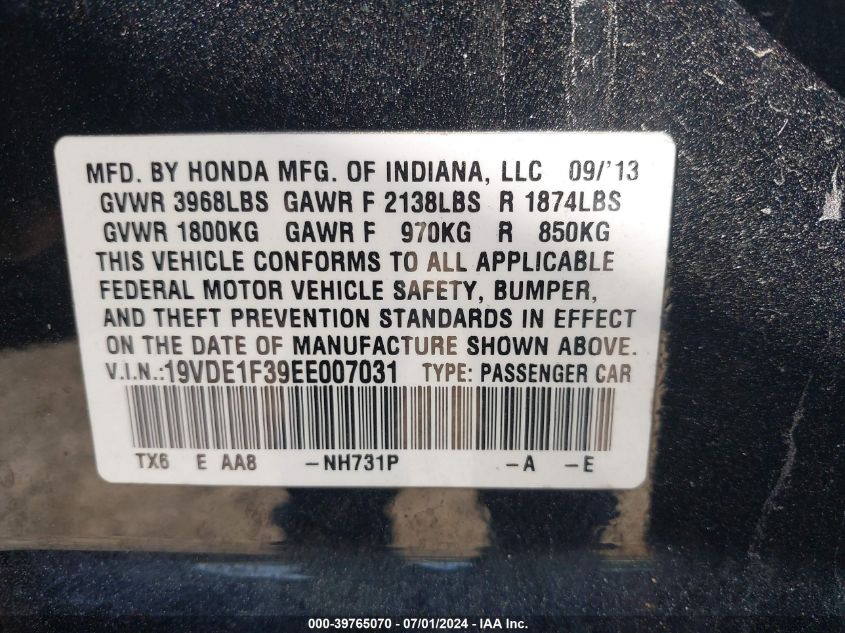 MFD. BY HONDA MFG. OF INDIANA, LLC 09/'13
GVWR 3968LBS GAWR F 2138LBS R 1874LBS
GVWR 1800KG GAWR F 970KG R 850KG
THIS VEHICLE CONFORMS TO ALL APPLICABLE
FEDERAL MOTOR VEHICLE SAFETY, BUMPER,
AND THEFT PREVENTION STANDARDS IN EFFECT
ON THE DATE OF MANUFACTURE SHOWN ABOVE.
V.I.N.:19VDE1F39EE007031 TYPE: PASSENGER CAR
TX6 E AA8 -NH731P -A -E
000-39765070 / 07/01/2024 - IAA Inc.